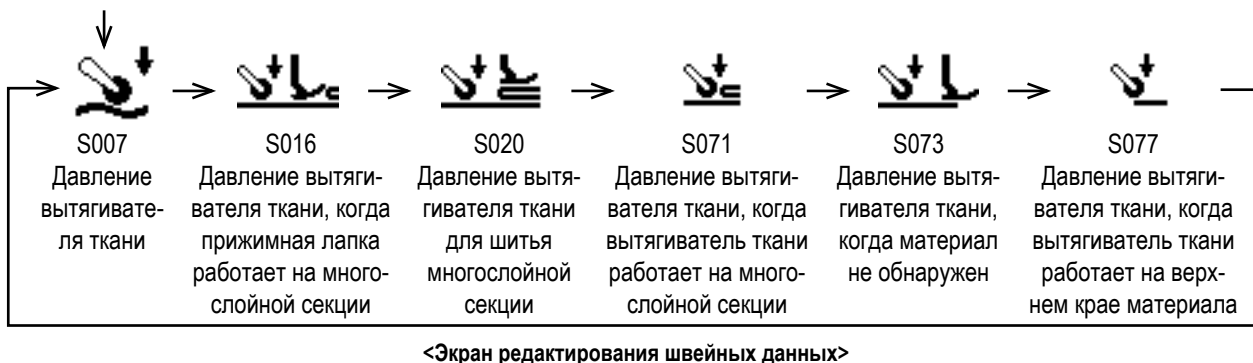 S007
Давление
вытягивате-
ля ткани
S016
Давление вытяги-
вателя ткани, когда
прижимная лапка
работает на много-
слойной секции
S020
Давление вытя-
гивателя ткани
для шитья
многослойной
секции
S071
Давление вытяги-
вателя ткани, когда
вытягиватель ткани
работает на много-
слойной секции
S073
Давление вытя-
гивателя ткани,
когда материал
не обнаружен
S077
Давление вытяги-
вателя ткани, когда
вытягиватель ткани
работает на верх-
нем крае материала
<Экран редактирования швейных данных>